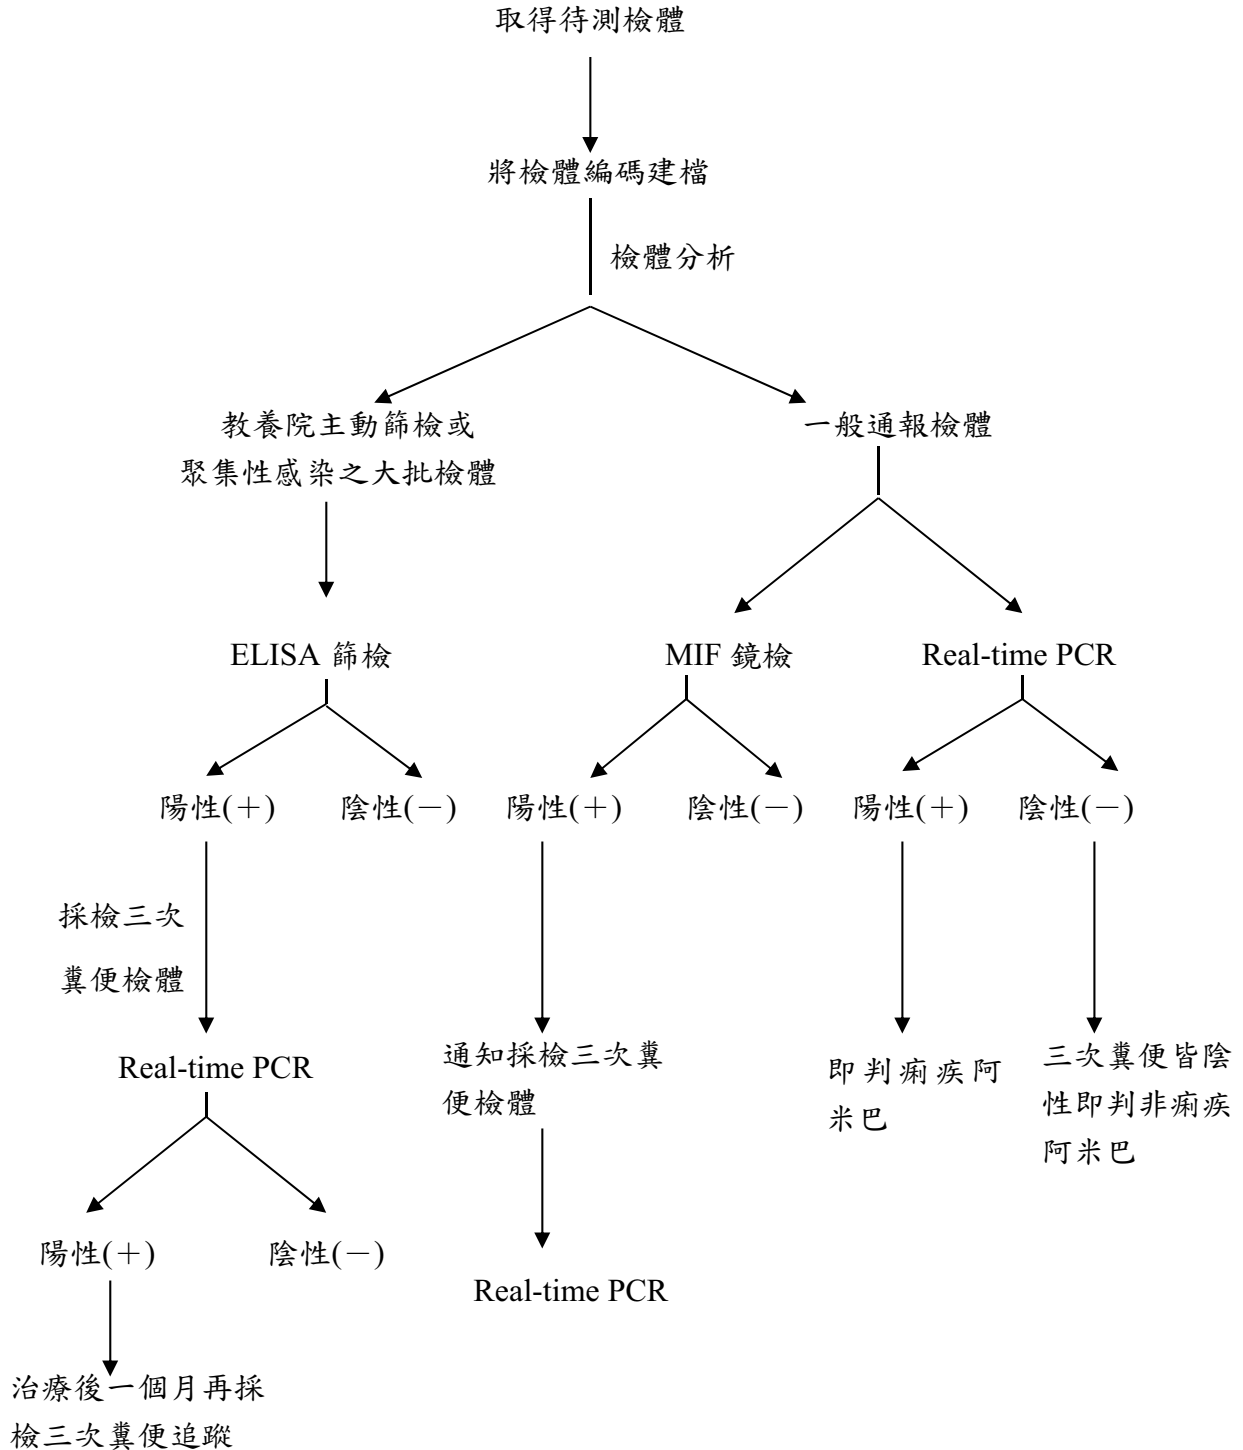 取得待測檢體
將檢體編碼建檔
檢體分析
教養院主動篩檢或
聚集性感染之大批檢體
一般通報檢體
ELISA 篩檢
MIF 鏡檢
Real-time PCR
陽性(＋)
陰性(－)
陽性(＋)
陰性(－)
陽性(＋)
陰性(－)
採檢三次
糞便檢體
Real-time PCR
通知採檢三次糞
便檢體
即判痢疾阿
米巴
三次糞便皆陰
性即判非痢疾
阿米巴
陽性(＋)
陰性(－)
Real-time PCR
治療後一個月再採
檢三次糞便追蹤